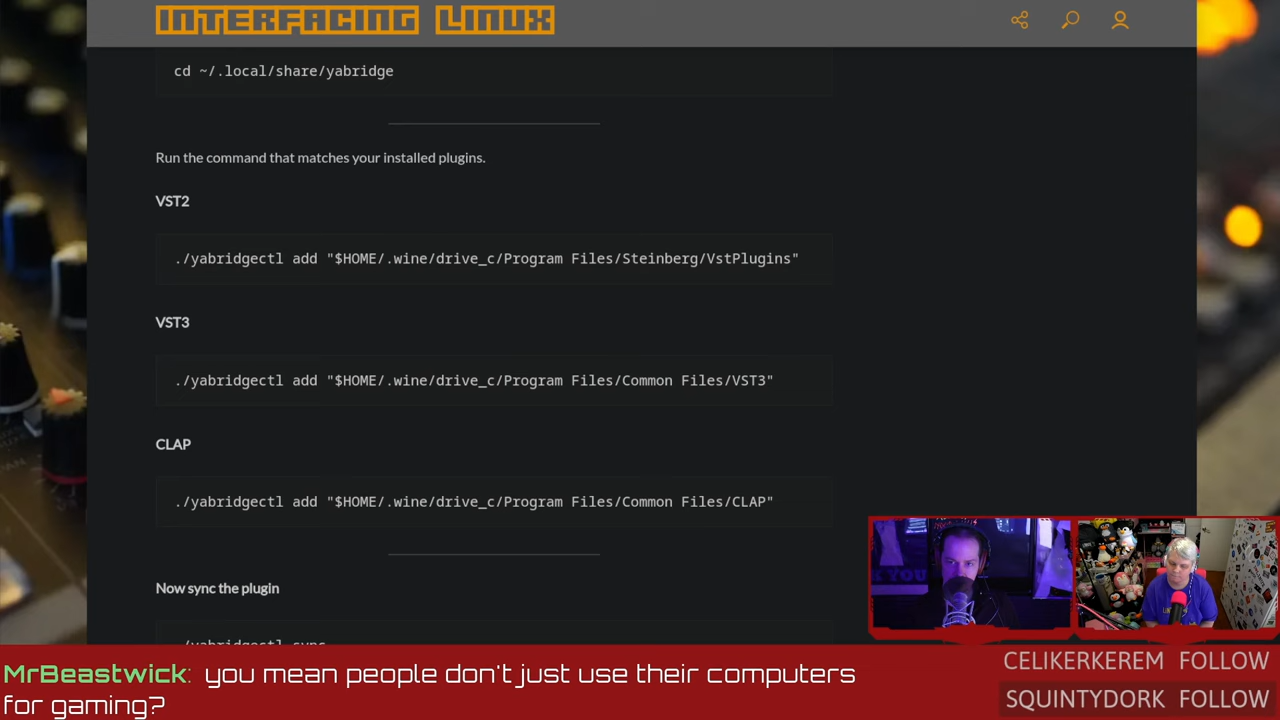 INTERFACING LINUX
cd ~/.local/share/yabridge
Run the command that matches your installed plugins.
VST2
./yabridgectl add "$HOME/.wine/drive_c/Program Files/Steinberg/VstPlugins"
VST3
./yabridgectl add "$HOME/.wine/drive_c/Program Files/Common Files/VST3"
CLAP
./yabridgectl add "$HOME/.wine/drive_c/Program Files/Common Files/CLAP"
Now sync the plugin
./yabridgectl sync
MrBeastwick: you mean people don't just use their computers
for gaming?
CELIKERKEREM FOLLOW
SQUINTYDORK FOLLOW